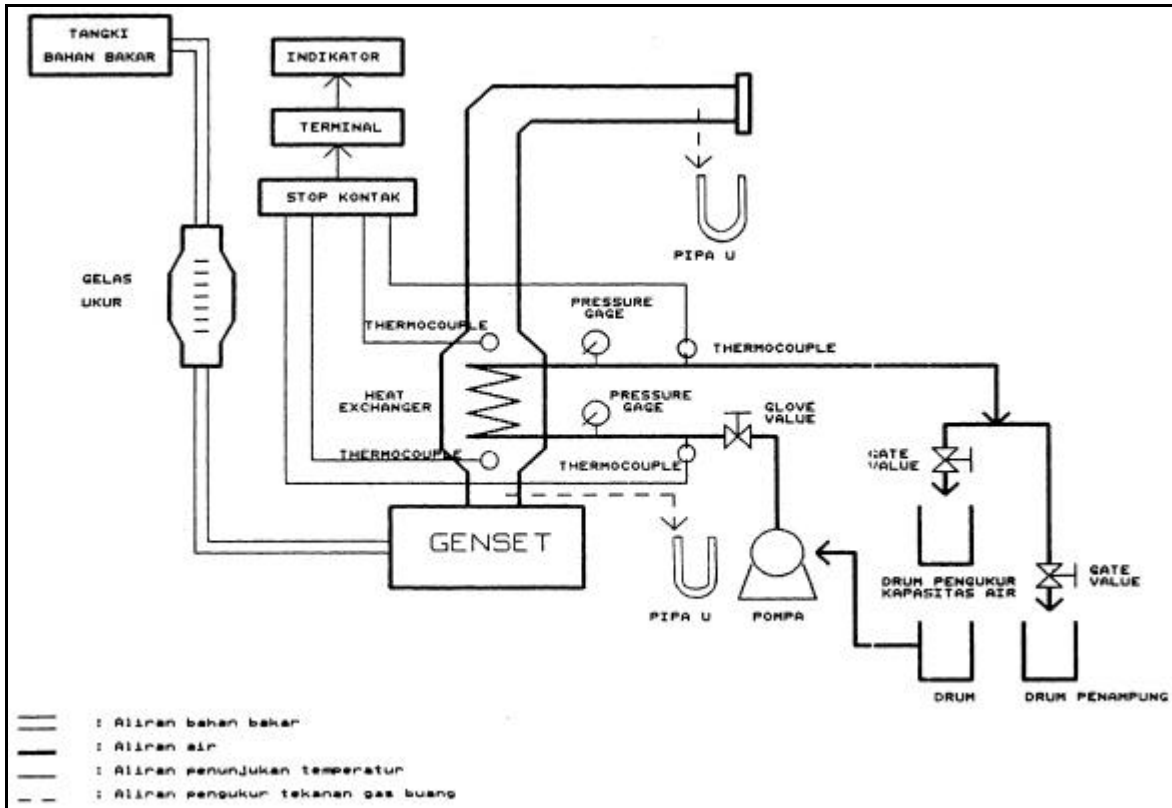 TANGKI
BAHAN BAKAR
INDIKATOR
TERMINAL
STOP KONTAK
PIPA U
GELAS
UKUR
PRESSURE
GAGE
THERMOCOUPLE
THERMOCOUPLE
HEAT
EXCHANGER
PRESSURE
GAGE
GLOVE
VALUE
THERMOCOUPLE
THERMOCOUPLE
GATE
VALUE
GENSET
DRUM PENGUKUR
KAPASITAS AIR
GATE
VALUE
PIPA U
POMPA
DRUM
DRUM PENAMPUNG
: Aliran bahan bakar
: Aliran air
: Aliran penunjukan temperatur
: Aliran pengukur tekanan gas buang